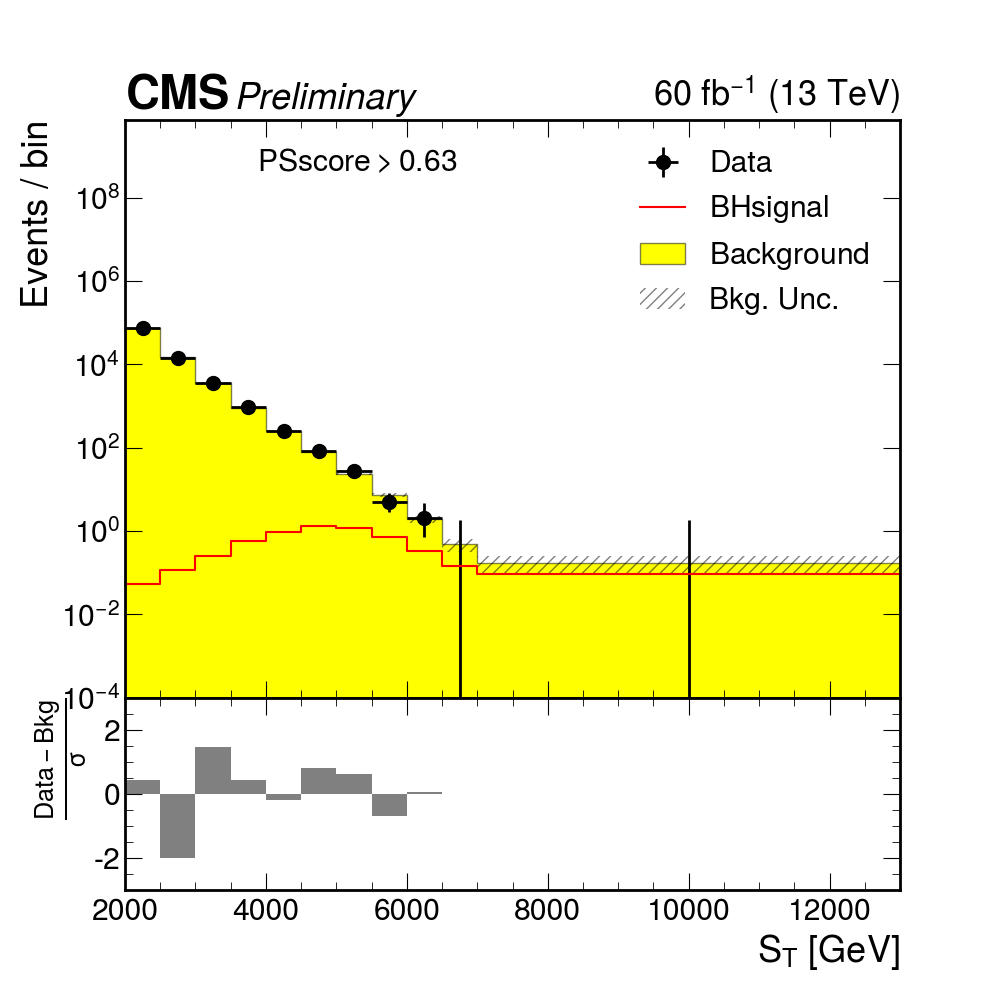 CMS Preliminary
60 fb⁻¹ (13 TeV)
Events / bin
PSscore > 0.63
Data
BHsignal
Background
Bkg. Unc.
10⁸
10⁶
10⁴
10²
10⁰
10⁻²
10⁻⁴
Data – Bkg
σ
2
0
-2
2000 4000 6000 8000 10000 12000
S_T [GeV]